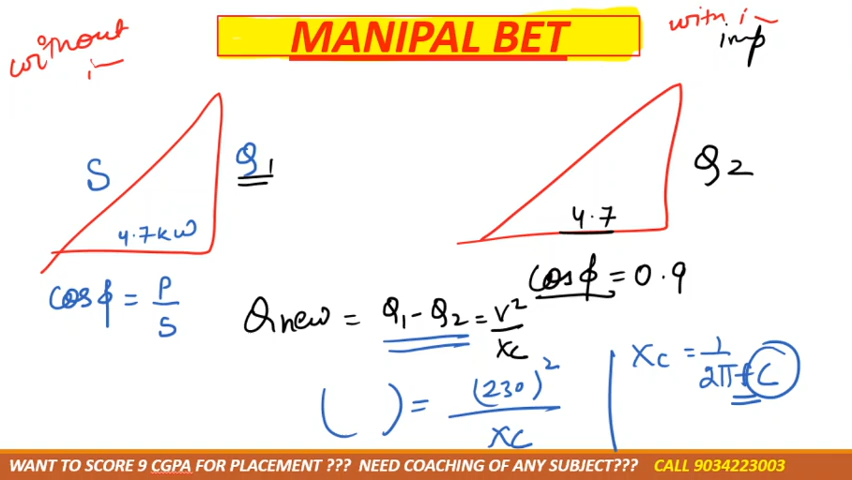 without
i
MANIPAL BET
with i
imp
S
Q1
4.7kW
Q2
4.7
cosϕ = P/S
cosϕ = 0.9
Qnew = Q1 - Q2 = V²/Xc
( ) = (230)²/Xc
Xc = 1/2πfC
WANT TO SCORE 9 CGPA FOR PLACEMENT ??? NEED COACHING OF ANY SUBJECT??? CALL 9034223003